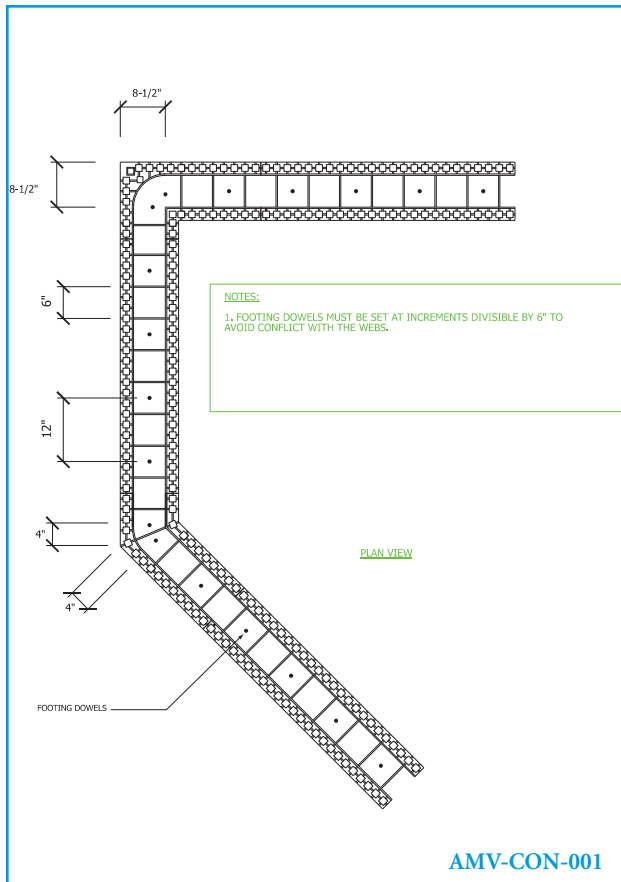 8-1/2"
8-1/2"
6"
NOTES:
1. FOOTING DOWELS MUST BE SET AT INCREMENTS DIVISIBLE BY 6" TO
AVOID CONFLICT WITH THE WEBS.
12"
4"
PLAN VIEW
4"
FOOTING DOWELS
AMV-CON-001